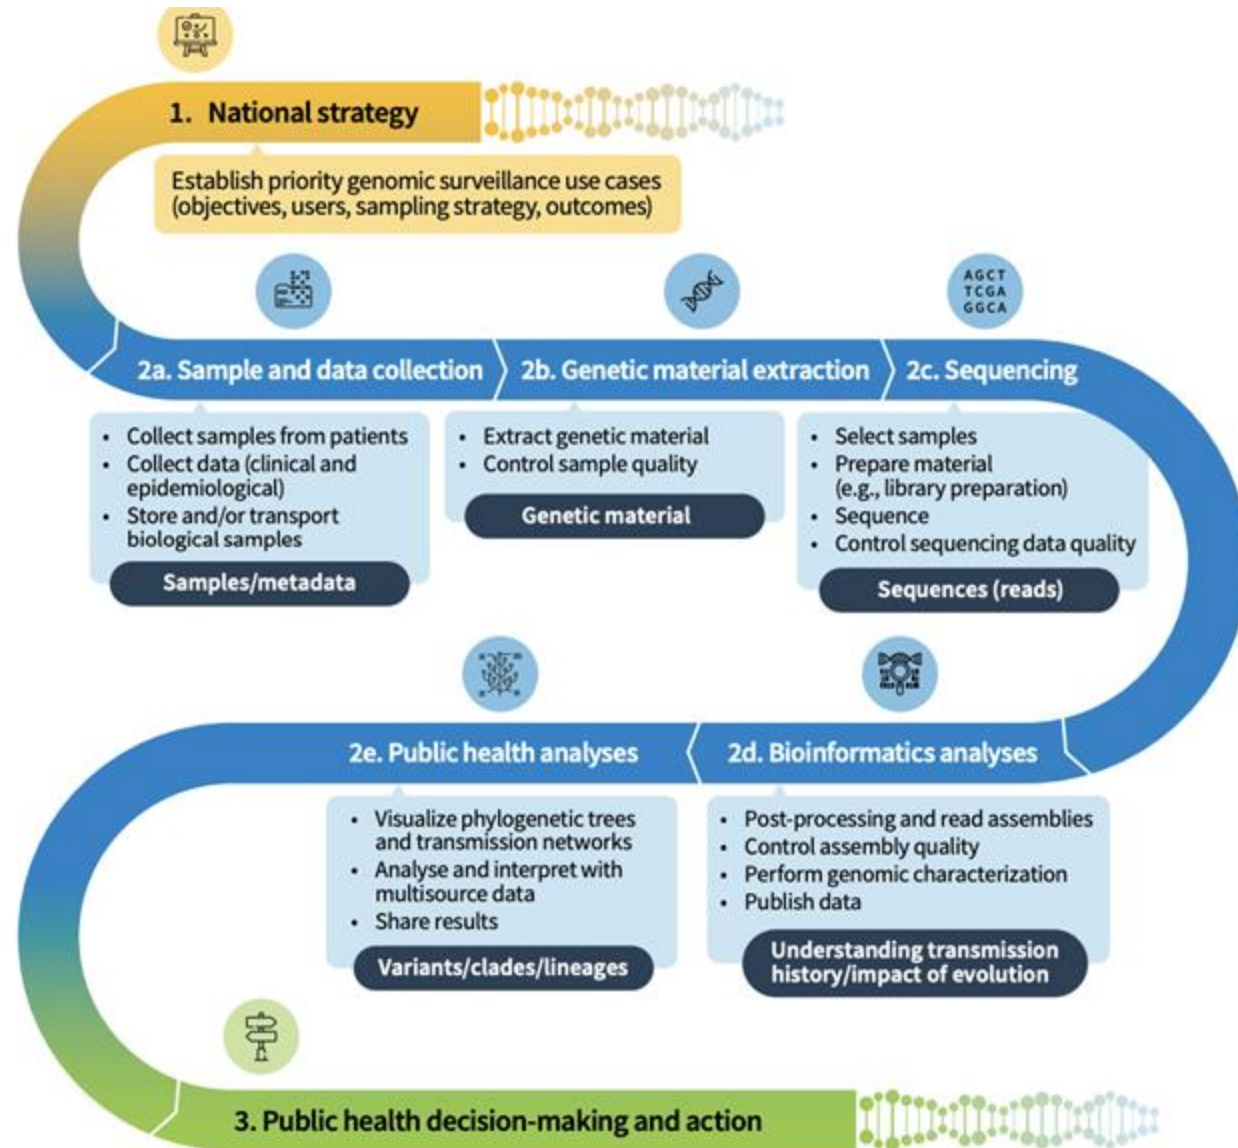 1. National strategy
Establish priority genomic surveillance use cases
(objectives, users, sampling strategy, outcomes)
AGCT
TCGA
GGCA
2a. Sample and data collection
2b. Genetic material extraction
2c. Sequencing
• Collect samples from patients
• Collect data (clinical and
epidemiological)
• Store and/or transport
biological samples
Samples/metadata
• Extract genetic material
• Control sample quality
Genetic material
• Select samples
• Prepare material
(e.g., library preparation)
• Sequence
• Control sequencing data quality
Sequences (reads)
2e. Public health analyses
2d. Bioinformatics analyses
• Visualize phylogenetic trees
and transmission networks
• Analyse and interpret with
multisource data
• Share results
Variants/clades/lineages
• Post-processing and read assemblies
• Control assembly quality
• Perform genomic characterization
• Publish data
Understanding transmission
history/impact of evolution
3. Public health decision-making and action